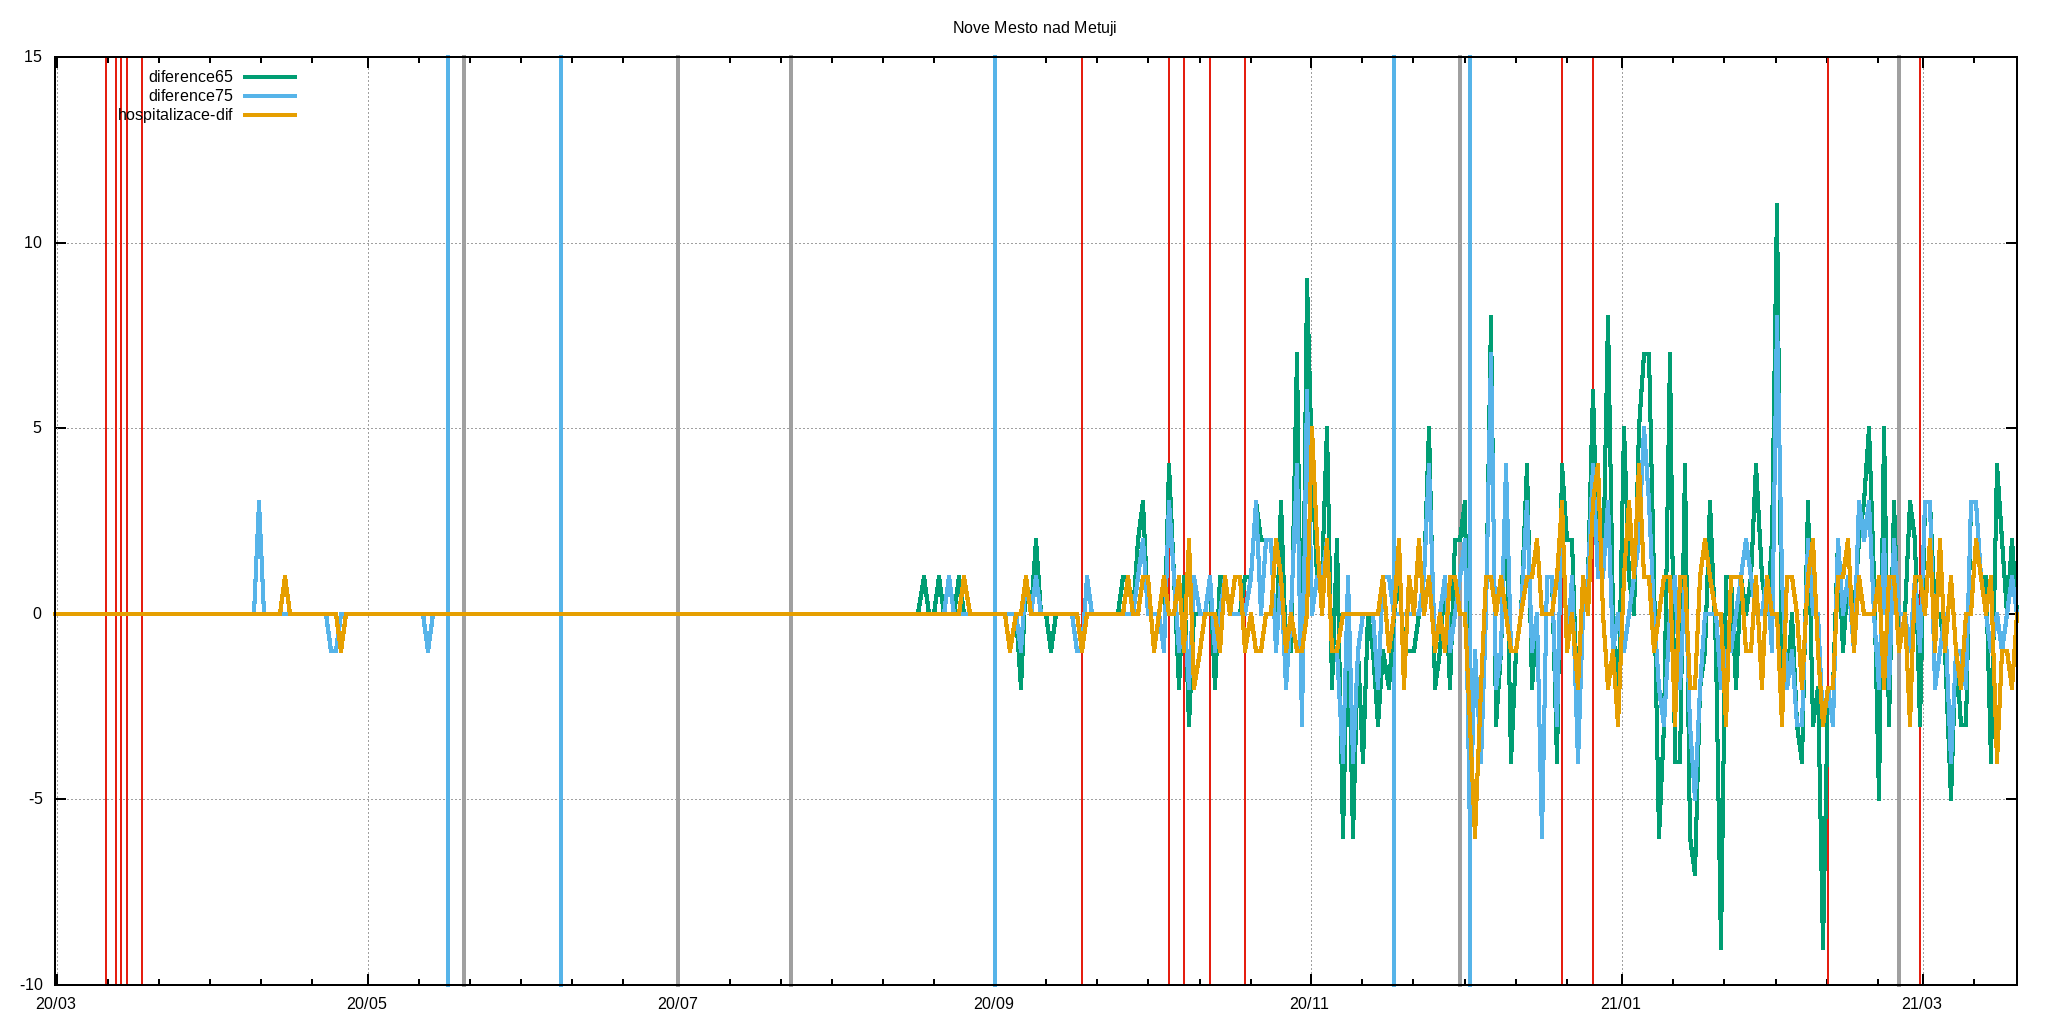 Nove Mesto nad Metuji
15
diference65
diference75
hospitalizace-dif
10
5
0
-5
-10
20/03 20/05 20/07 20/09 20/11 21/01 21/03